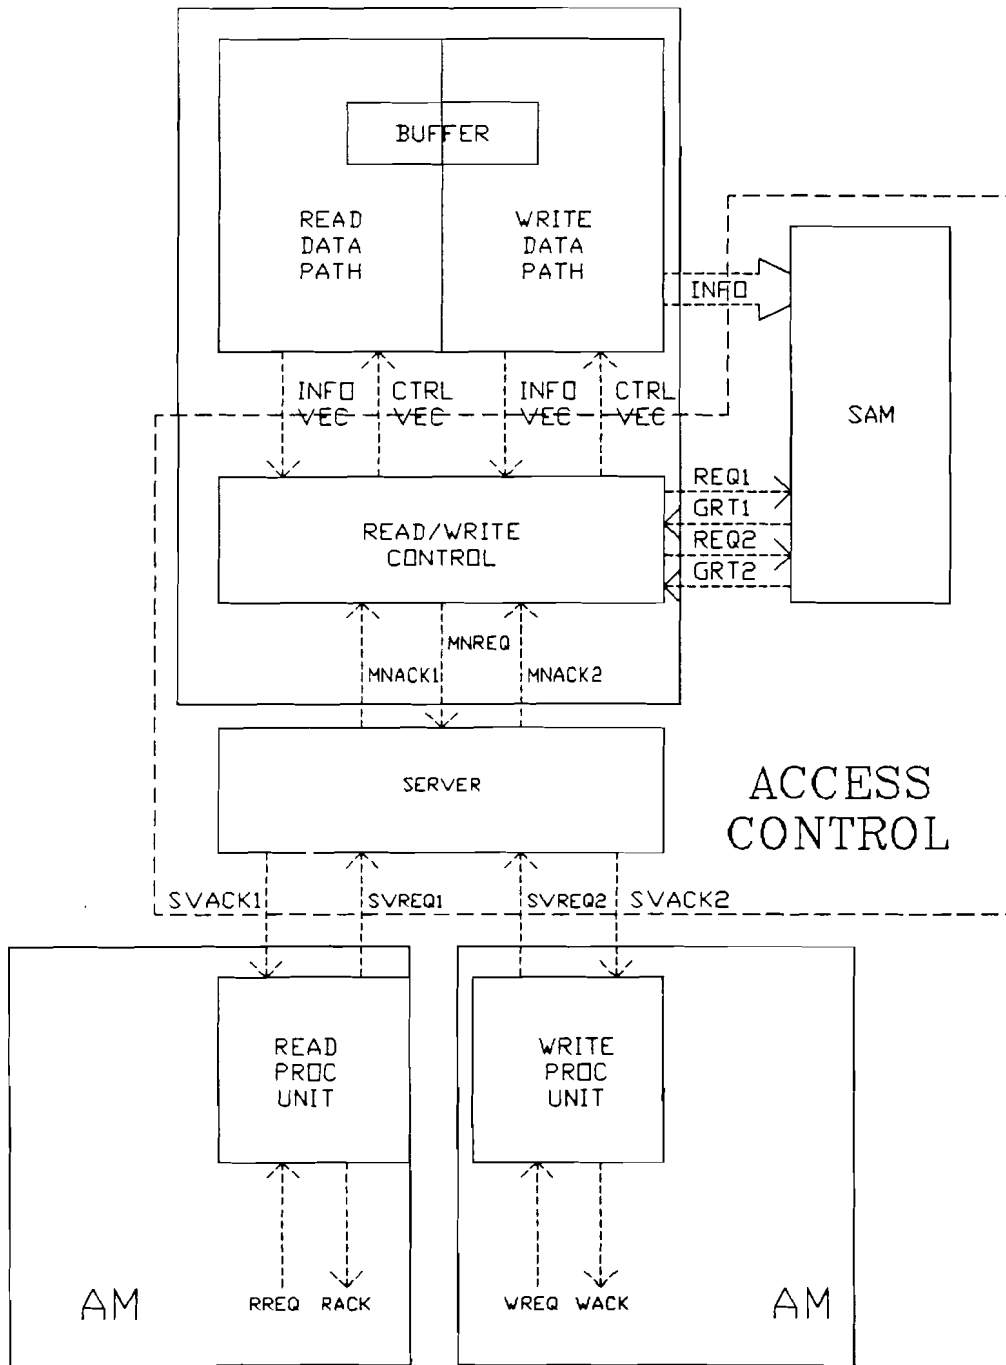 BUFFER
READ
DATA
PATH
WRITE
DATA
PATH
INFO
INFO
VEC
CTRL
VEC
INFO
VEC
CTRL
VEC
SAM
REQ1
GRT1
REQ2
GRT2
READ/WRITE
CONTROL
MNREQ
MNACK1
MNACK2
SERVER
ACCESS
CONTROL
SVACK1
SVREQ1
SVREQ2
SVACK2
READ
PROC
UNIT
WRITE
PROC
UNIT
AM
RREQ
RACK
WREQ
WACK
AM